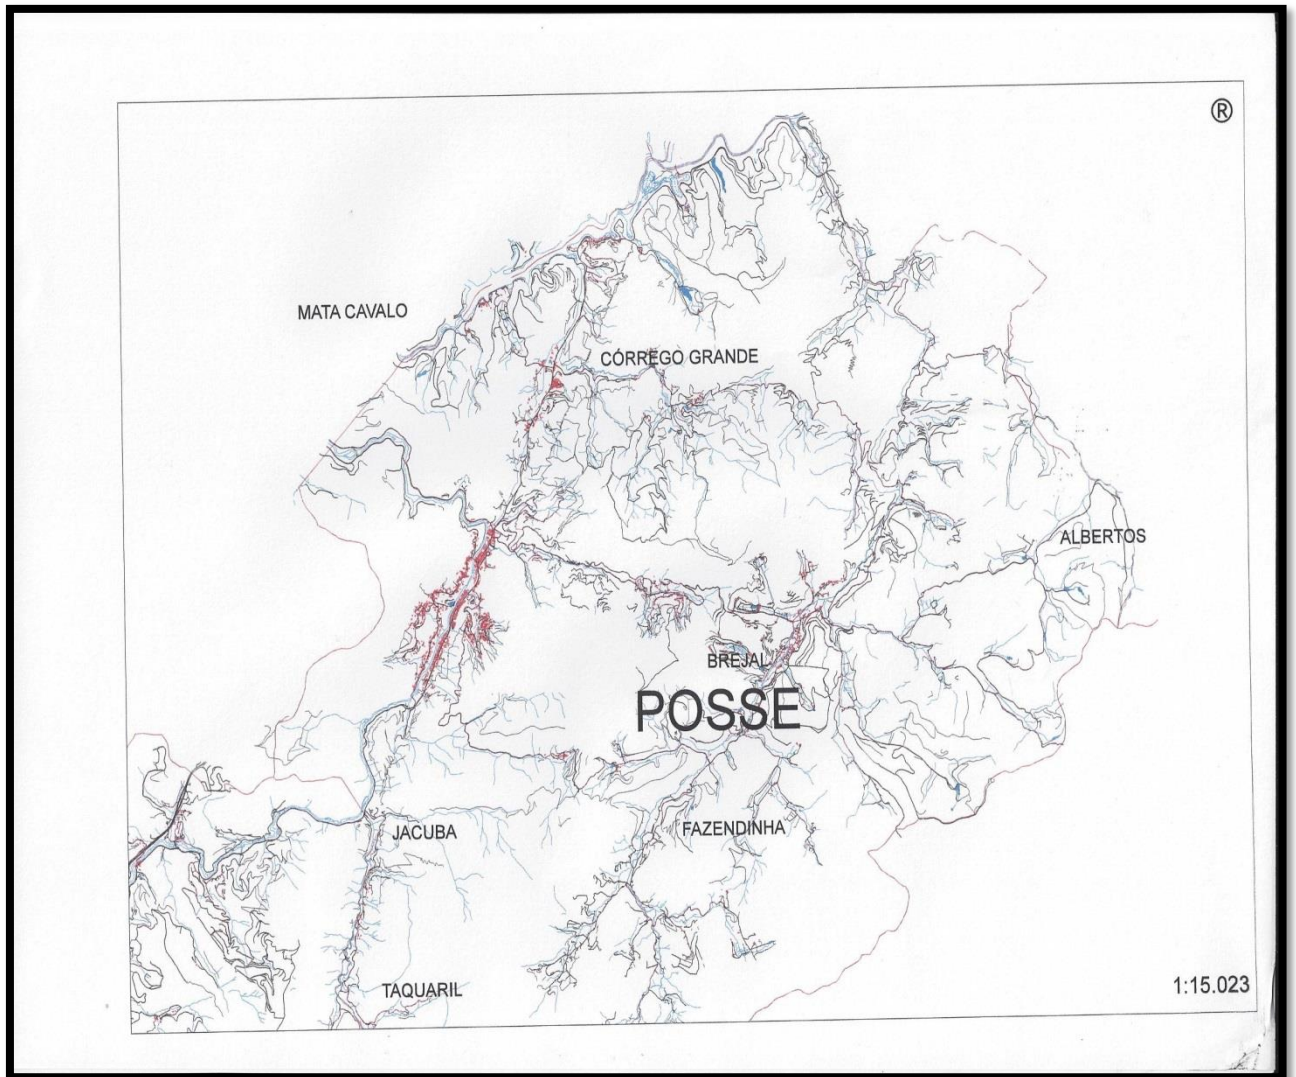 ®
MATA CAVALO
CÓRREGO GRANDE
ALBERTOS
BREJAL
POSSE
FAZENDINHA
JACUBA
TAQUARIL
1:15.023